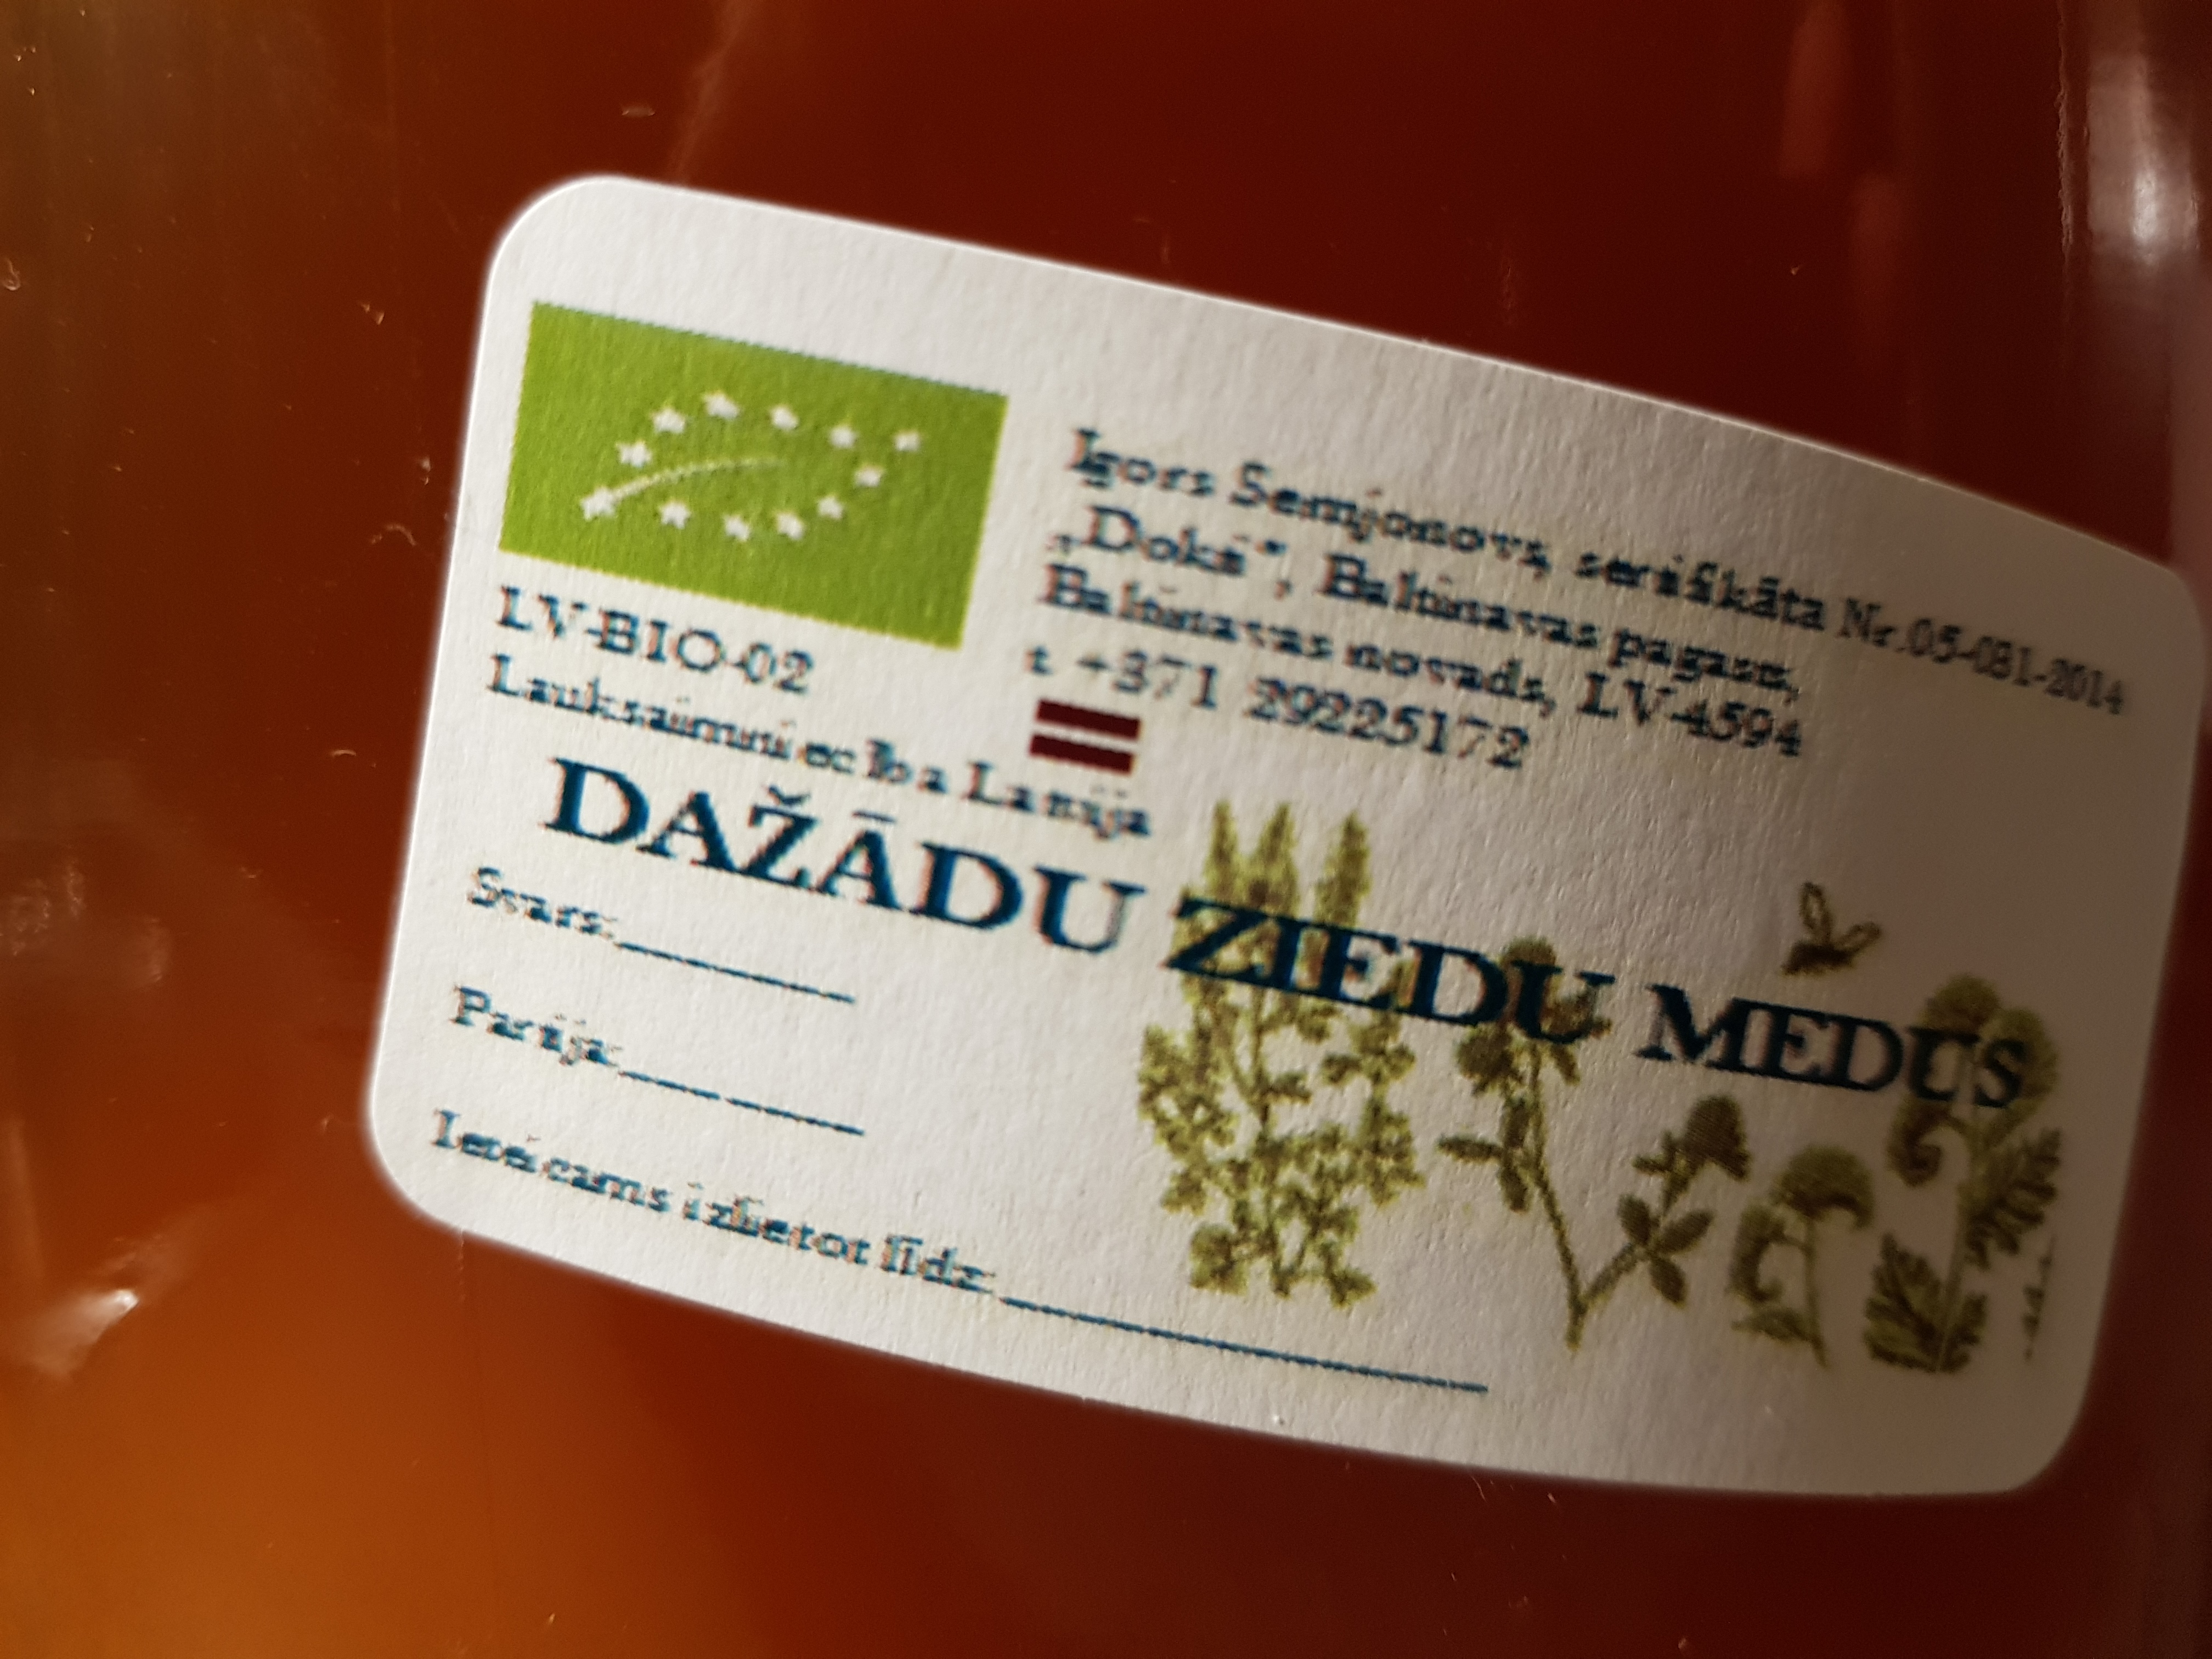 Igors Semjonovs, sertifikāta Nr.05-081-2014
„Doka", Baltinavas pagasts,
Baltinavas novads, LV-4594
t. +371 29225172
LV-BIO-02
Lauksaimniecība Latvija
DAŽĀDU ZIEDU MEDUS
Svars:
Partija:
Ieteicams izlietot līdz: